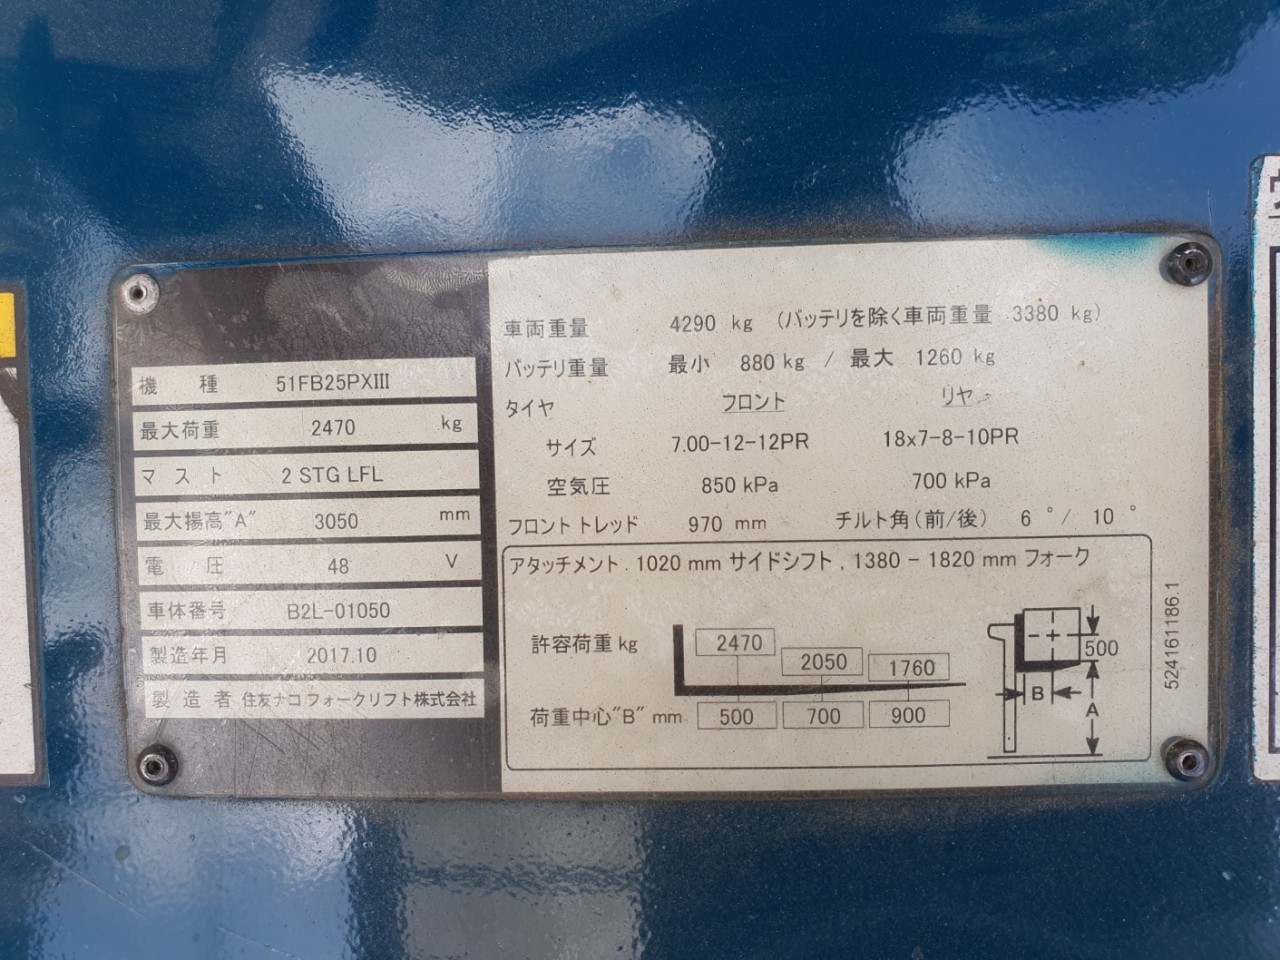 機種 51FB25PXIII
最大荷重 2470 kg
マスト 2 STG LFL
最大揚高"A" 3050 mm
電圧 48 V
車体番号 B2L-01050
製造年月 2017.10
製造者 住友ナコフォークリフト株式会社
車両重量 4290 kg (バッテリを除く車両重量 3380 kg)
バッテリ重量 最小 880 kg / 最大 1260 kg
タイヤ フロント リヤ
サイズ 7.00-12-12PR 18x7-8-10PR
空気圧 850 kPa 700 kPa
フロントトレッド 970 mm チルト角(前/後) 6 ° / 10 °
アタッチメント . 1020 mm サイドシフト , 1380 - 1820 mm フォーク
許容荷重 kg 2470 2050 1760
荷重中心"B" mm 500 700 900
500
B
A
524161186.1